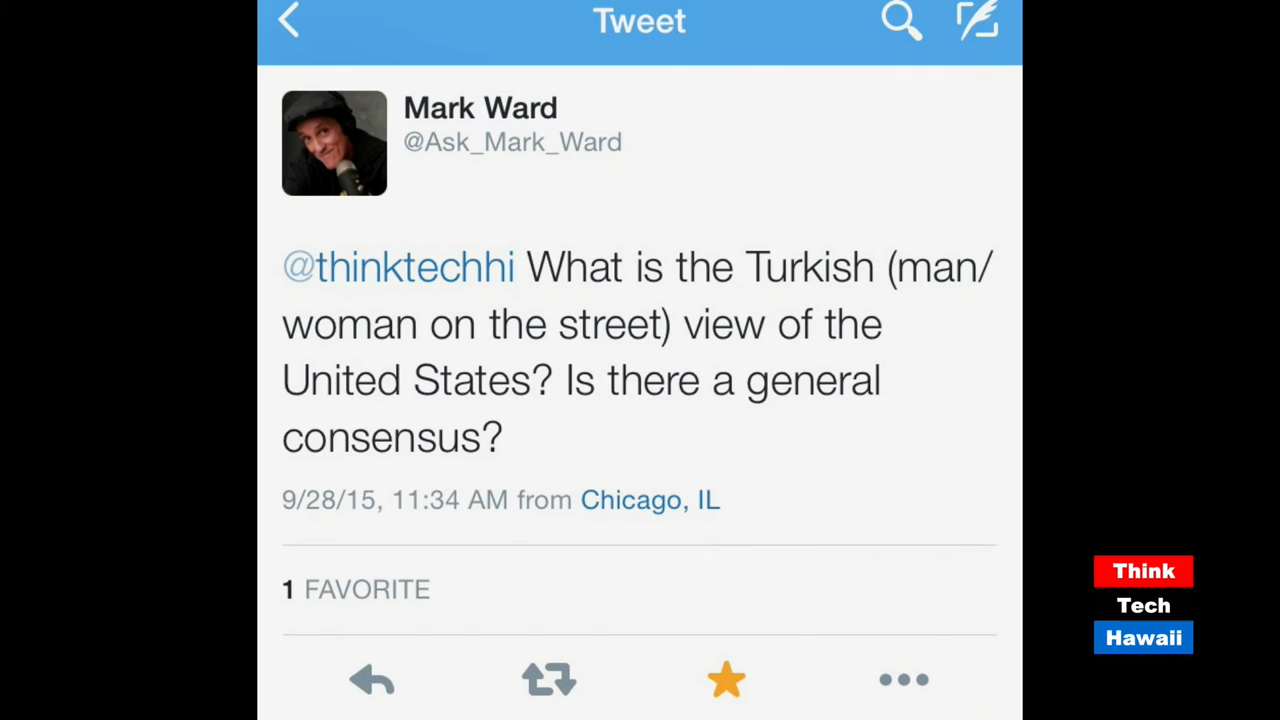 Tweet
Mark Ward
@Ask_Mark_Ward
@thinktechhi What is the Turkish (man/
woman on the street) view of the
United States? Is there a general
consensus?
9/28/15, 11:34 AM from Chicago, IL
1 FAVORITE
Think
Tech
Hawaii